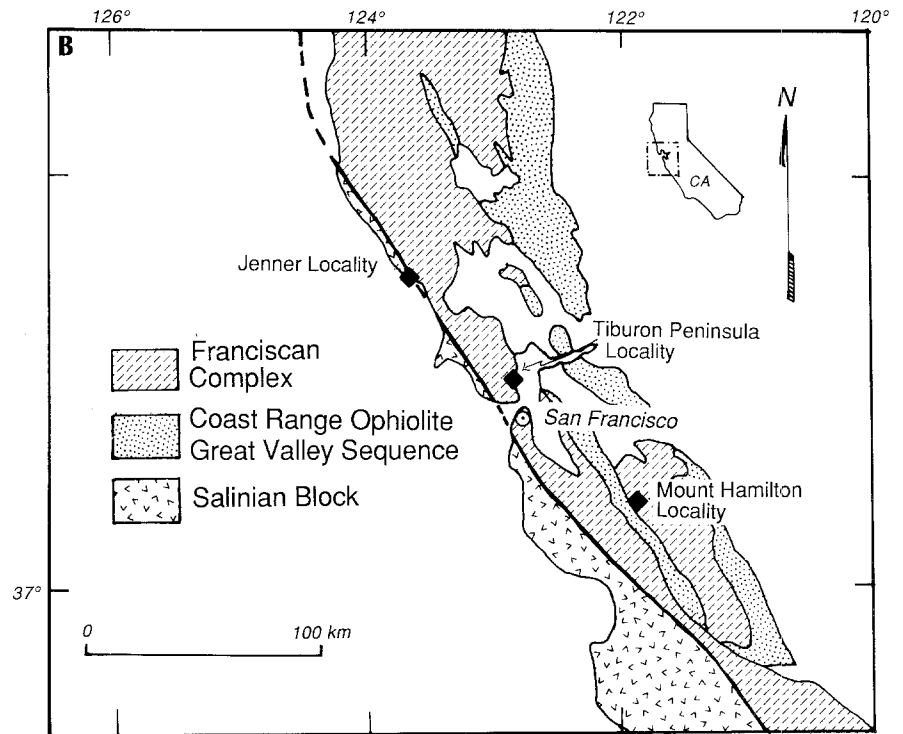 126°
124°
122°
120°
B
N
CA
Jenner Locality
Tiburon Peninsula
Locality
Franciscan
Complex
San Francisco
Coast Range Ophiolite
Great Valley Sequence
Mount Hamilton
Locality
Salinian Block
37°
0
100 km